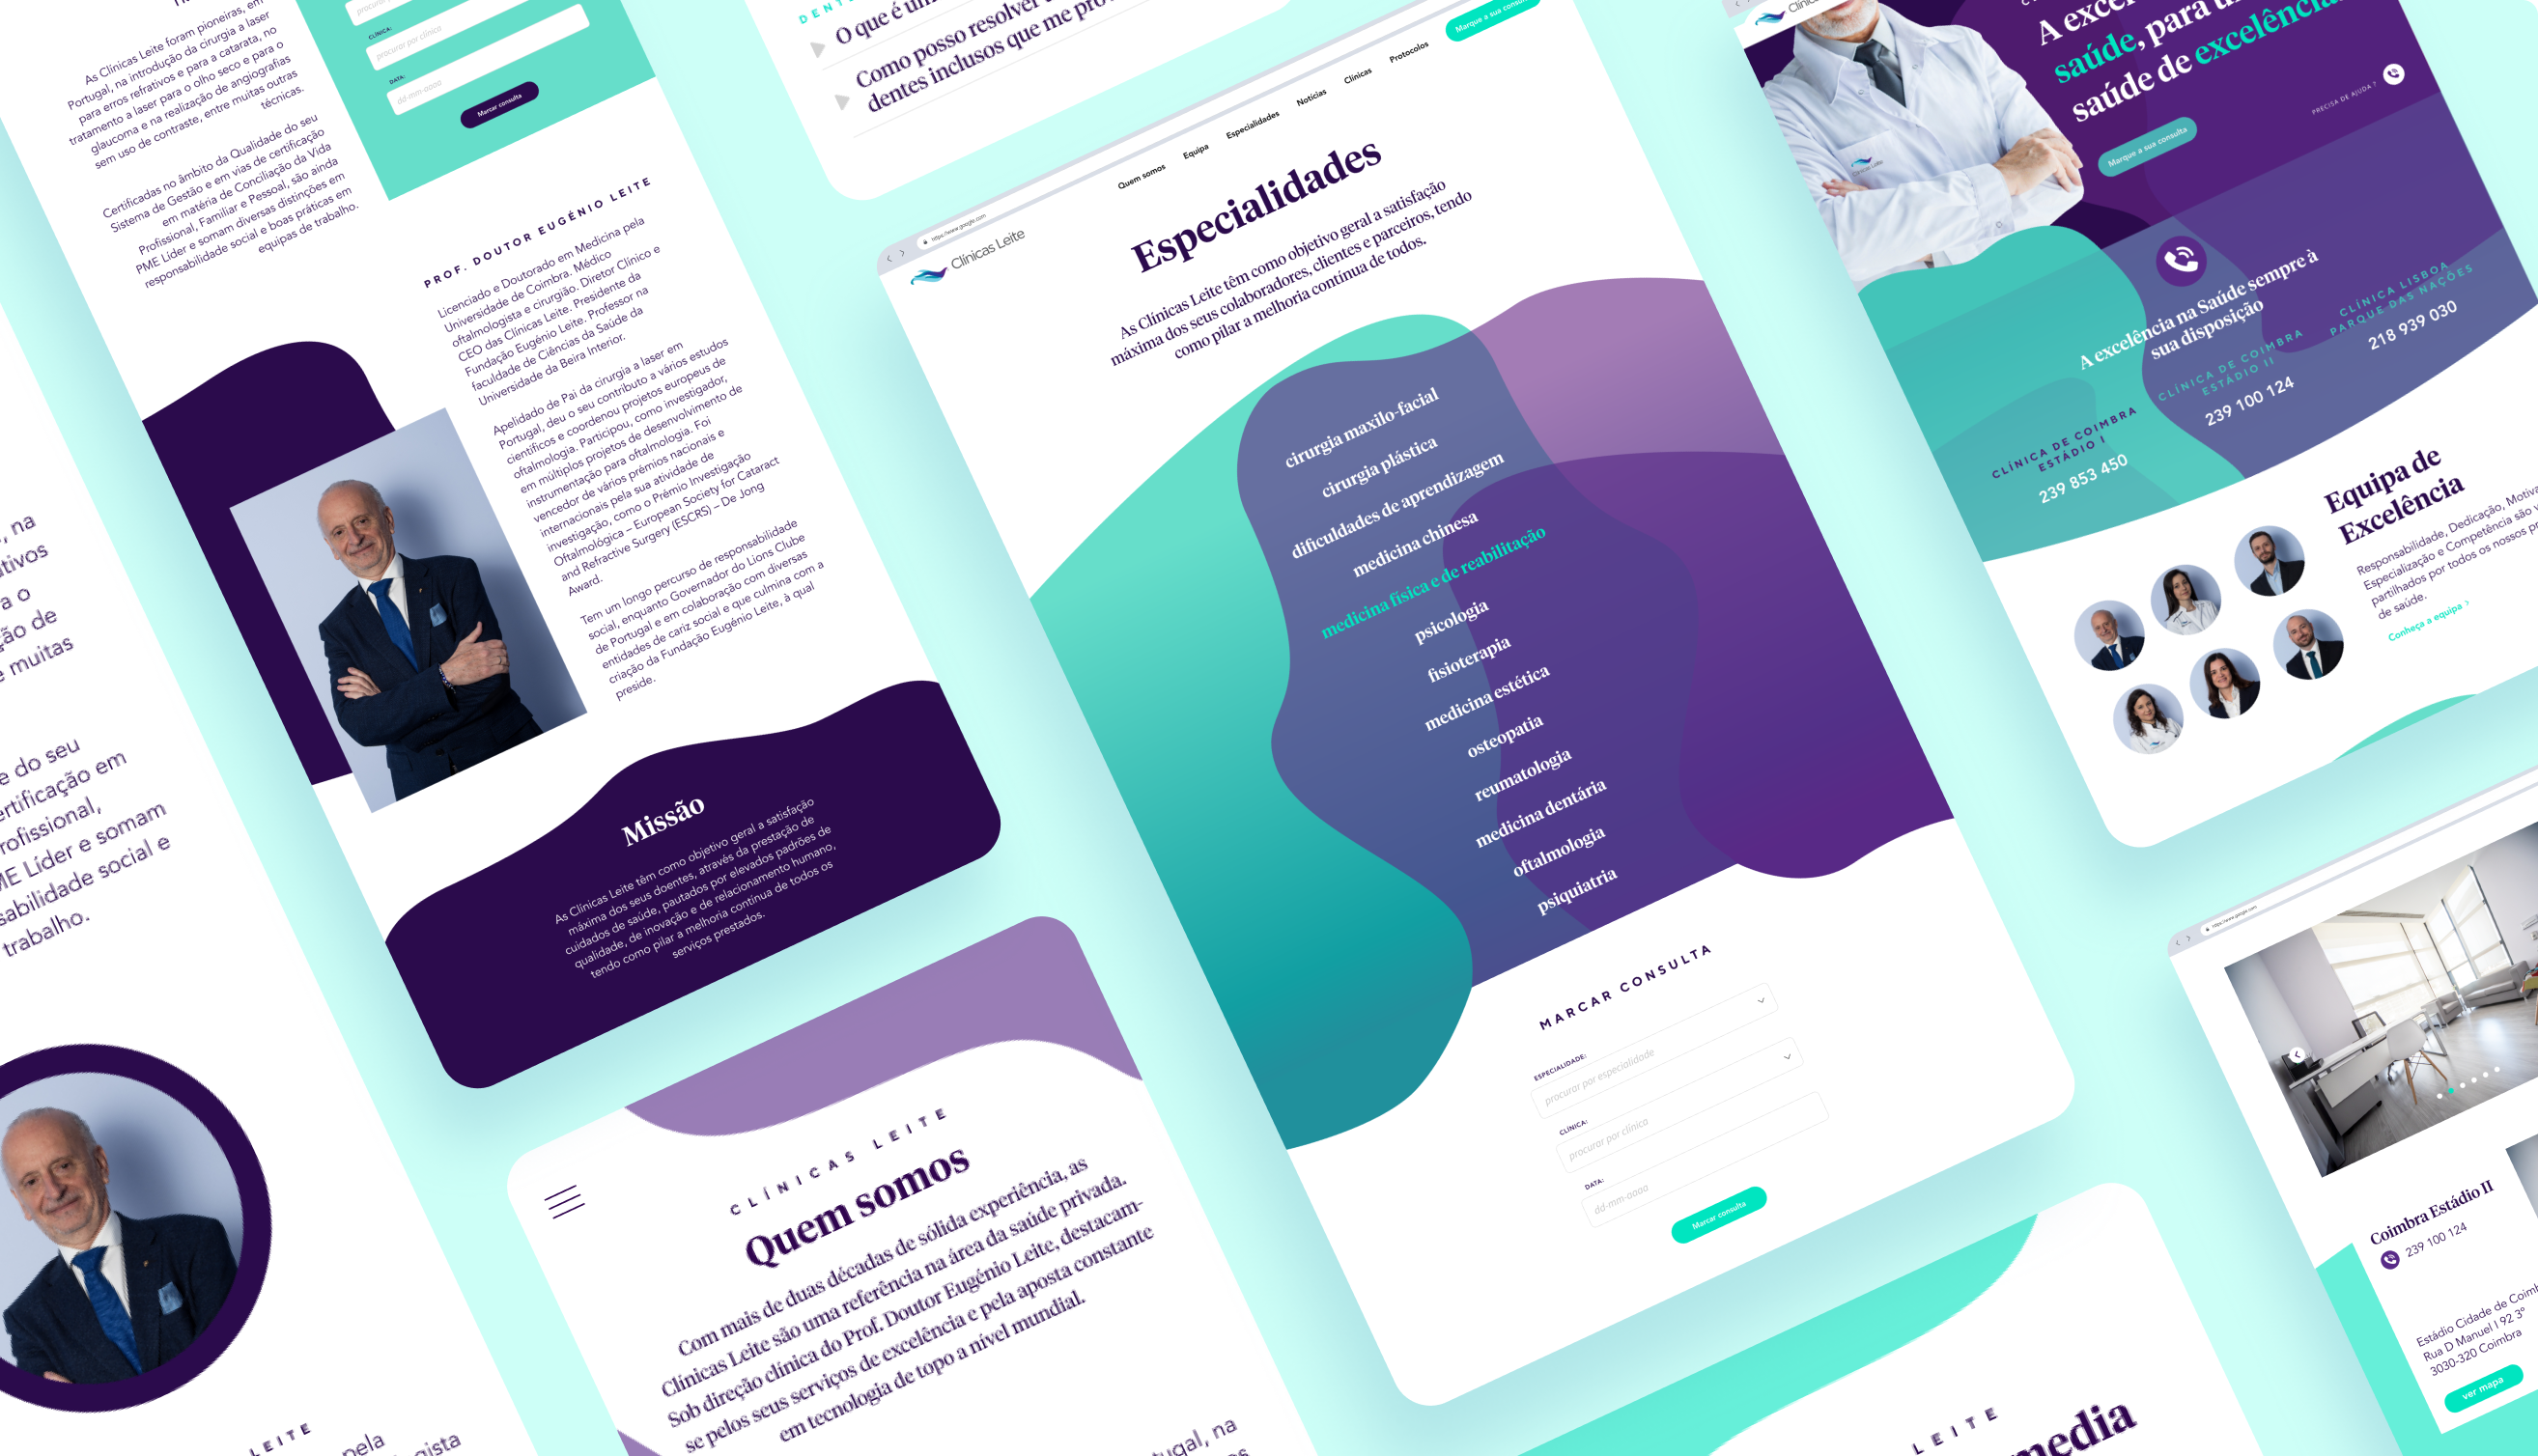 As Clínicas Leite foram pioneiras, em
Portugal, na introdução da cirurgia a laser
para erros refrativos e para a catarata, no
tratamento a laser para o olho seco e para o
glaucoma e na realização de angiografias
sem uso de contraste, entre muitas outras
técnicas.
Certificadas no âmbito da Qualidade do seu
Sistema de Gestão e em vias de certificação
em matéria de Conciliação da Vida
Profissional, Familiar e Pessoal, são ainda
PME Líder e somam diversas distinções em
responsabilidade social e boas práticas em
equipas de trabalho.
CLÍNICA:
procurar por clínica
DATA:
dd-mm-aaaa
Marcar consulta
PROF. DOUTOR EUGÉNIO LEITE
Licenciado e Doutorado em Medicina pela
Universidade de Coimbra. Médico
oftalmologista e cirurgião. Diretor Clínico e
CEO das Clínicas Leite. Presidente da
Fundação Eugénio Leite. Professor na
faculdade de Ciências da Saúde da
Universidade da Beira Interior.
Apelidado de Pai da cirurgia a laser em
Portugal, deu o seu contributo a vários estudos
científicos e coordenou projetos europeus de
oftalmologia. Participou, como investigador,
em múltiplos projetos de desenvolvimento de
instrumentação para oftalmologia. Foi
vencedor de vários prémios nacionais e
internacionais pela sua atividade de
investigação, como o Prémio Investigação
Oftalmológica – European Society for Cataract
and Refractive Surgery (ESCRS) – De Jong
Award.
Tem um longo percurso de responsabilidade
social, enquanto Governador do Lions Clube
de Portugal e em colaboração com diversas
entidades de cariz social e que culmina com a
criação da Fundação Eugénio Leite, à qual
preside.
Missão
As Clínicas Leite têm como objetivo geral a satisfação
máxima dos seus doentes, através da prestação de
cuidados de saúde, pautados por elevados padrões de
qualidade, de inovação e de relacionamento humano,
tendo como pilar a melhoria contínua de todos os
serviços prestados.
, na
a o
ção de
e muitas
e do seu
ertificação em
rofissional,
ME Líder e somam
sabilidade social e
trabalho.
LEITE
pela
O que é um
Como posso resolver
dentes inclusos que me
https://www.google.com
Clínicas Leite
Quem somos
Equipa
Especialidades
Notícias
Clínicas
Protocolos
Marque a sua consulta
Especialidades
As Clínicas Leite têm como objetivo geral a satisfação
máxima dos seus colaboradores, clientes e parceiros, tendo
como pilar a melhoria contínua de todos.
cirurgia maxilo-facial
cirurgia plástica
dificuldades de aprendizagem
medicina chinesa
medicina física e de reabilitação
psicologia
fisioterapia
medicina estética
osteopatia
reumatologia
medicina dentária
oftalmologia
psiquiatria
MARCAR CONSULTA
ESPECIALIDADE:
procurar por especialidade
CLÍNICA:
procurar por clínica
DATA:
dd-mm-aaaa
Marcar consulta
CLÍNICAS LEITE
Quem somos
Com mais de duas décadas de sólida experiência, as
Clínicas Leite são uma referência na área da saúde privada.
Sob direção clínica do Prof. Doutor Eugénio Leite, destacam-
se pelos seus serviços de excelência e pela aposta constante
em tecnologia de topo a nível mundial.
tugal, na
LEITE
media
Clínicas Leite
saúde, para
saúde de excelência
Marque a sua consulta
PRECISA DE AJUDA ?
Clínicas Leite
A excelência na Saúde sempre à
sua disposição
CLÍNICA DE COIMBRA
ESTÁDIO I
239 853 450
CLÍNICA DE COIMBRA
ESTÁDIO II
239 100 124
CLÍNICA LISBOA
PARQUE DAS NAÇÕES
218 939 030
Equipa de
Excelência
Responsabilidade, Dedicação,
Especialização e Competência são
partilhados por todos os nossos
de saúde.
Conheça a equipa >
https://www.google.com
Coimbra Estádio II
239 100 124
Estádio Cidade de
Rua D Manuel I 92 3º
3030-320 Coimbra
ver mapa